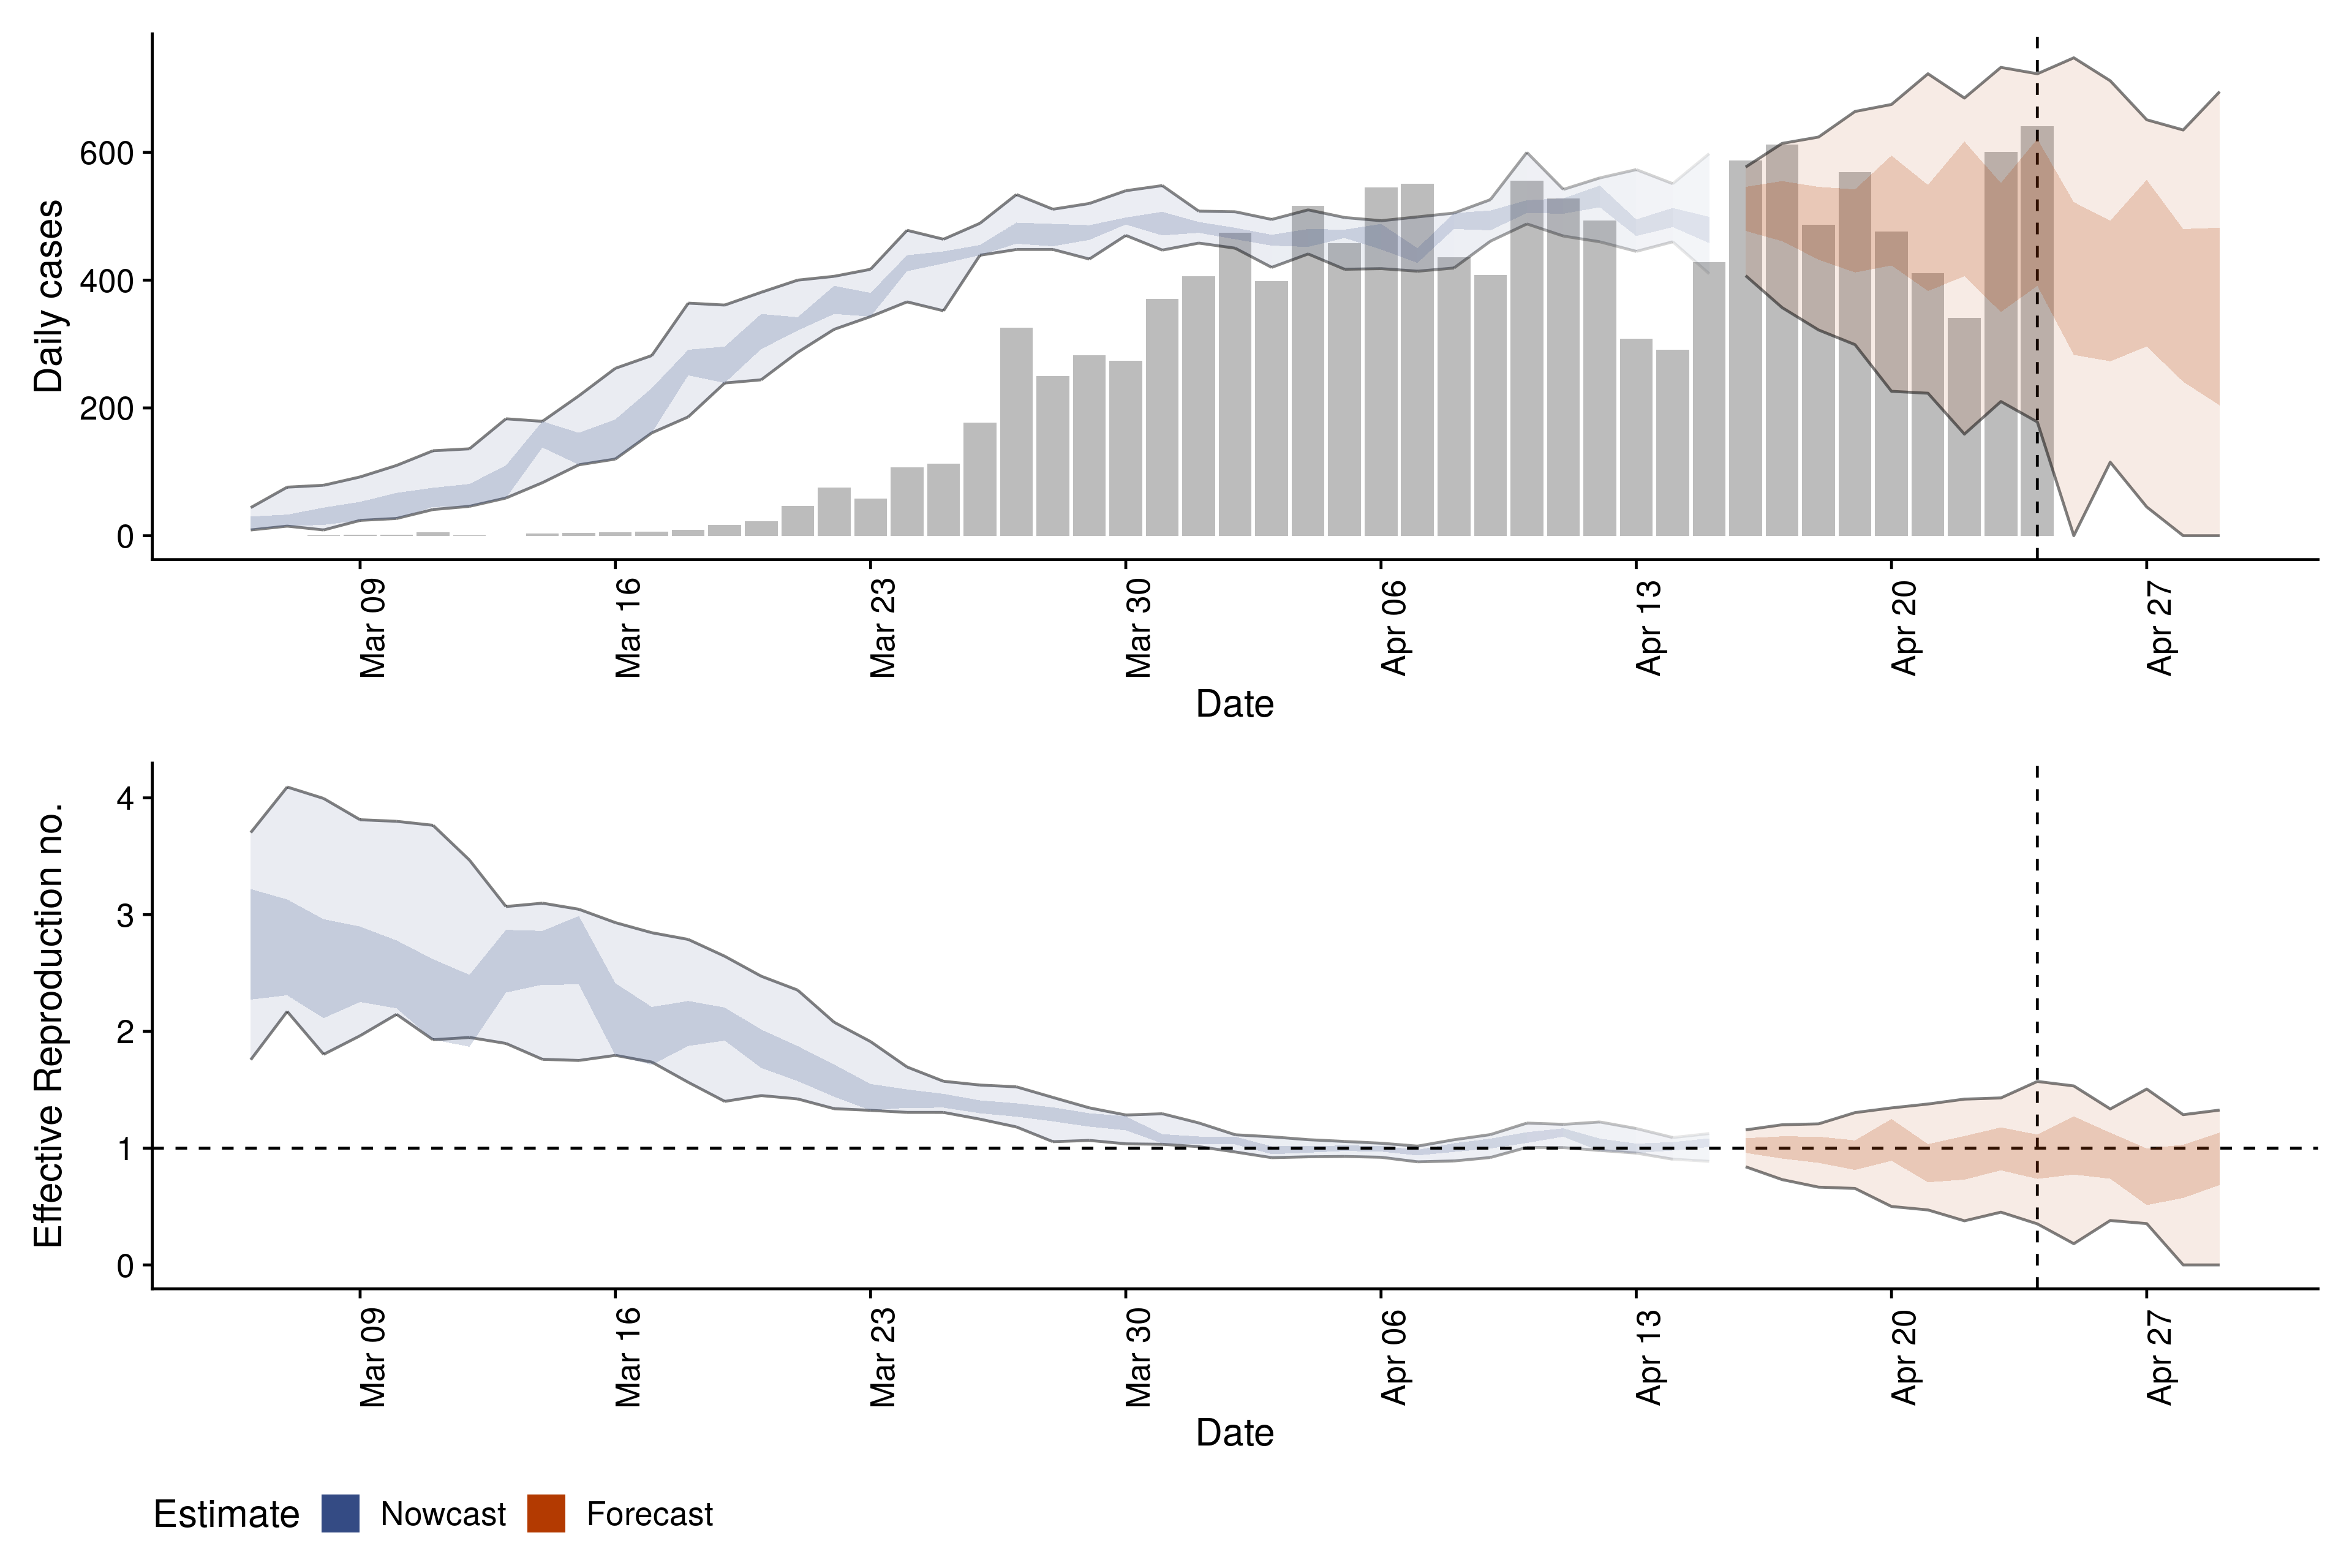 Daily cases
600
400
200
0
Mar 09
Mar 16
Mar 23
Mar 30
Apr 06
Apr 13
Apr 20
Apr 27
Date
Effective Reproduction no.
4
3
2
1
0
Mar 09
Mar 16
Mar 23
Mar 30
Apr 06
Apr 13
Apr 20
Apr 27
Date
Estimate Nowcast Forecast